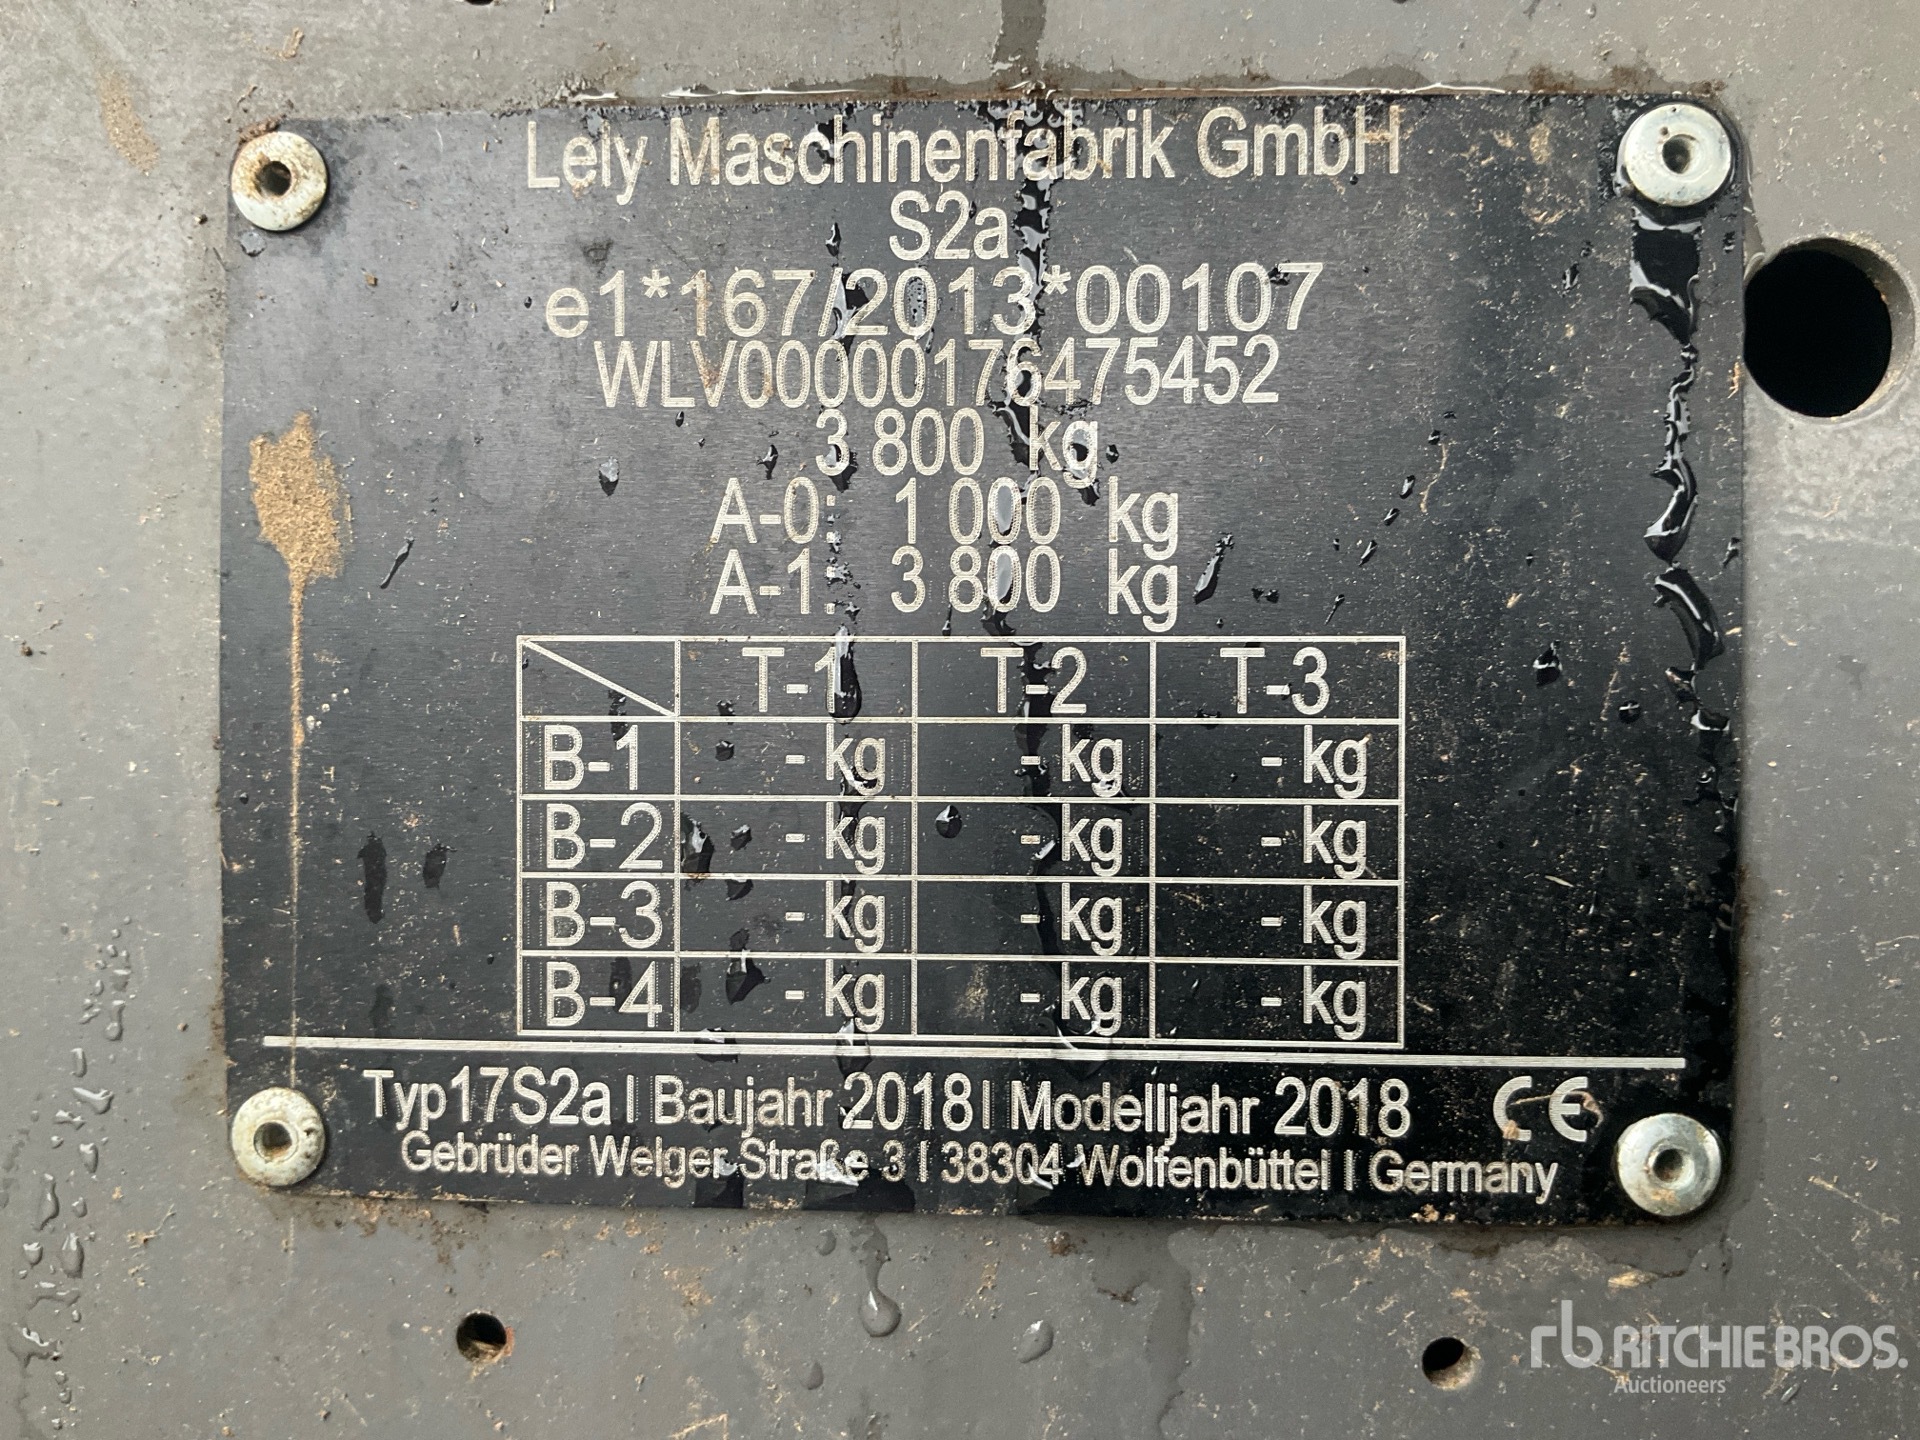 Lely Maschinenfabrik GmbH
S2a
e1*167/2013*00107
WLV00000176475452
3 800 kg
A-0: 1 000 kg
A-1: 3 800 kg
T-1 T-2 T-3
B-1 - kg - kg - kg
B-2 - kg - kg - kg
B-3 - kg - kg - kg
B-4 - kg - kg - kg
Typ17S2a | Baujahr 2018 | Modelljahr 2018 CE
Gebrüder Welger Straße 3 | 38304 Wolfenbüttel | Germany
rb RITCHIE BROS.
Auctioneers